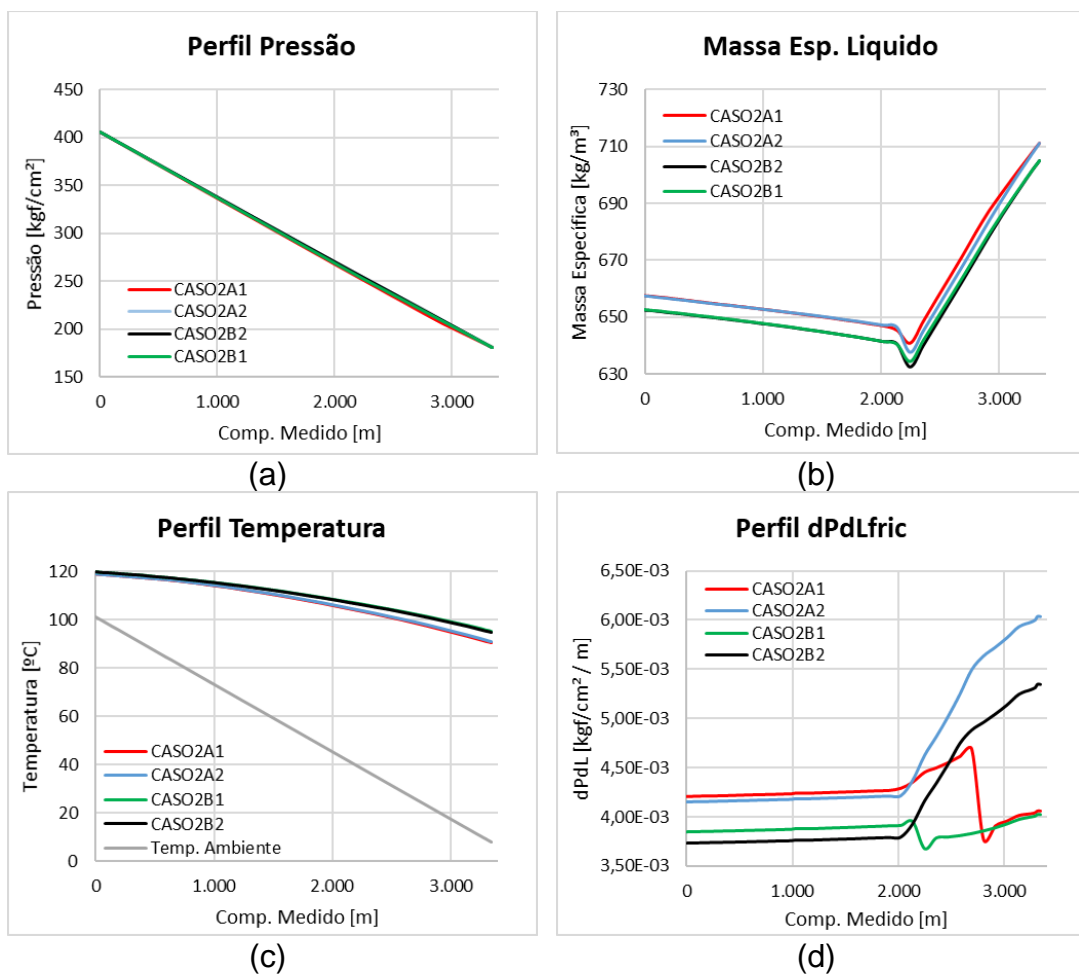 Perfil Pressão
Pressão [kgf/cm²]
450
400
350
300
250
200
150
CASO2A1
CASO2A2
CASO2B2
CASO2B1
0
1.000
2.000
3.000
Comp. Medido [m]
(a)
Massa Esp. Liquido
Massa Específica [kg/m³]
730
710
690
670
650
630
CASO2A1
CASO2A2
CASO2B2
CASO2B1
0
1.000
2.000
3.000
Comp. Medido [m]
(b)
Perfil Temperatura
Temperatura [ºC]
120
100
80
60
40
20
0
CASO2A1
CASO2A2
CASO2B1
CASO2B2
Temp. Ambiente
0
1.000
2.000
3.000
Comp. Medido [m]
(c)
Perfil dPdLfric
dPdL [kgf/cm² / m]
6,50E-03
6,00E-03
5,50E-03
5,00E-03
4,50E-03
4,00E-03
3,50E-03
CASO2A1
CASO2A2
CASO2B1
CASO2B2
0
1.000
2.000
3.000
Comp. Medido [m]
(d)